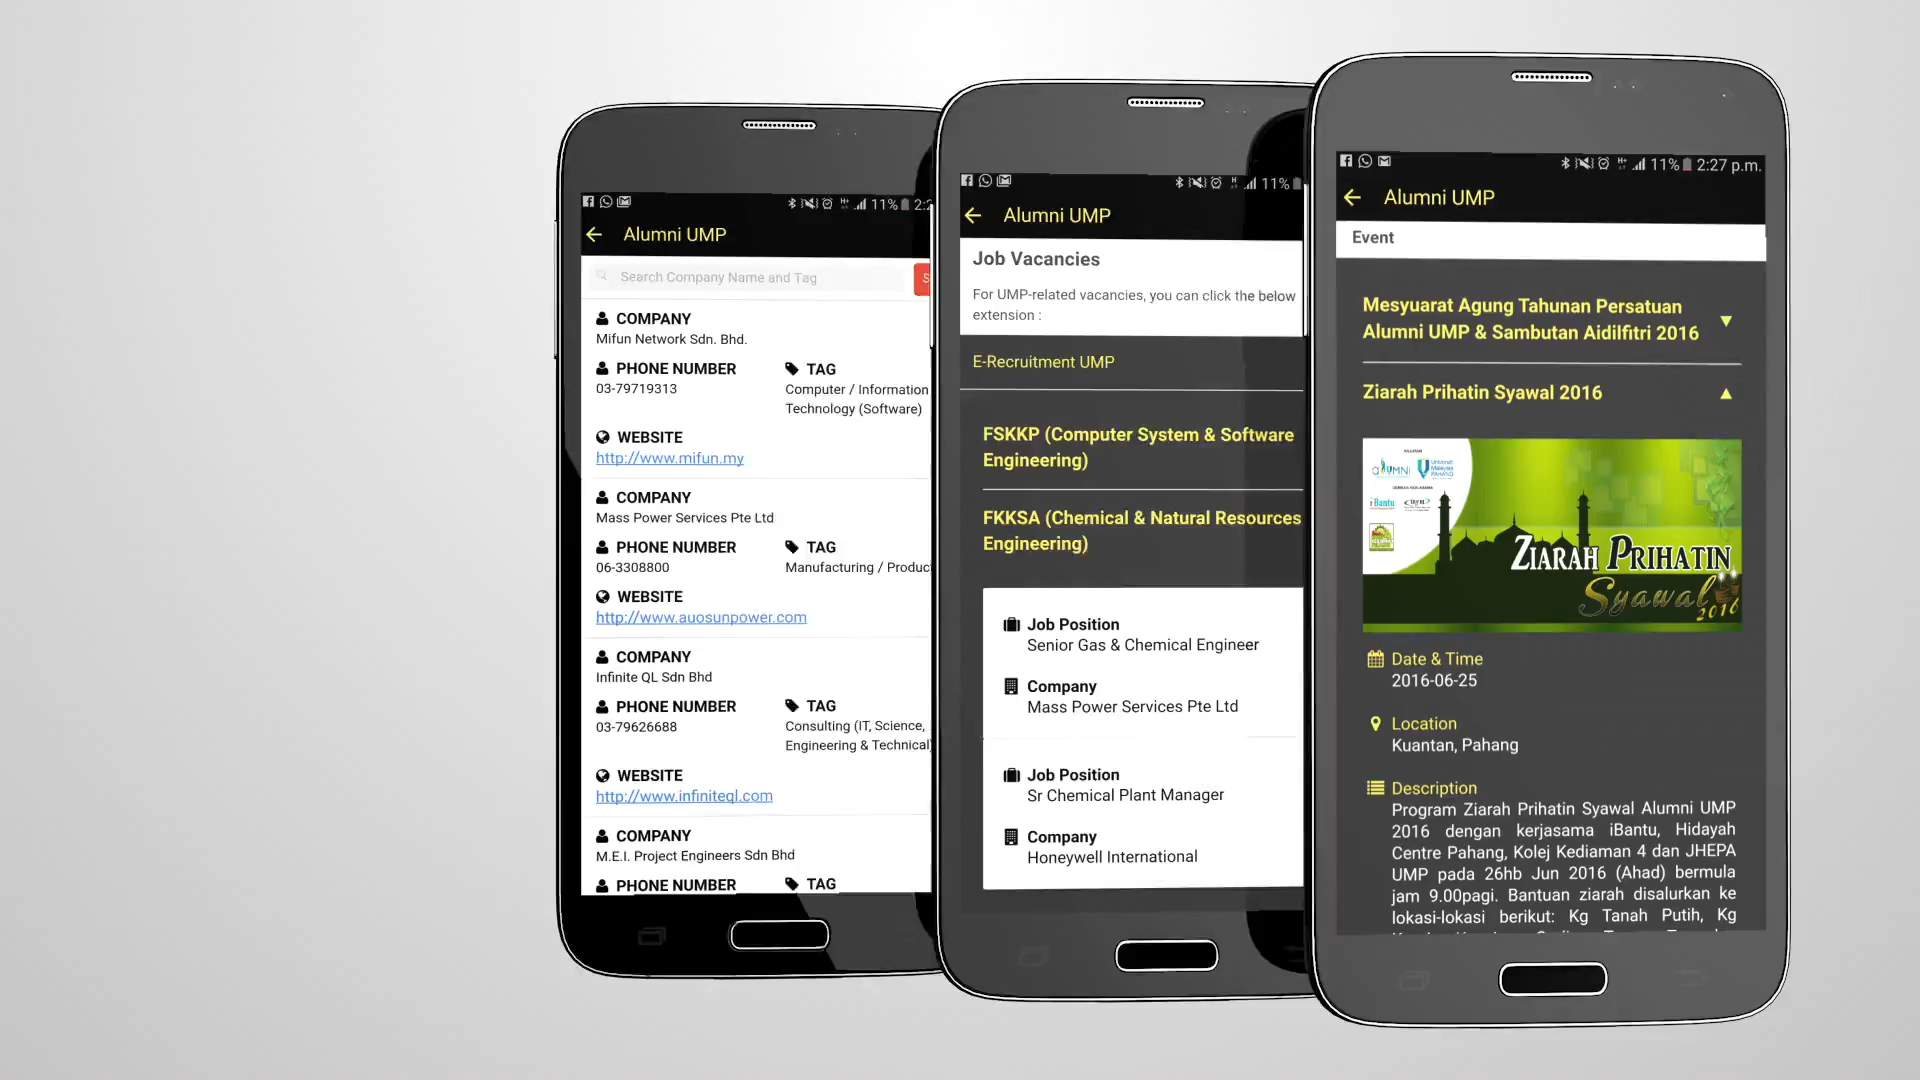 11%
Alumni UMP
Search Company Name and Tag
COMPANY
Mifun Network Sdn. Bhd.
PHONE NUMBER
03-79719313
TAG
Computer / Information
Technology (Software)
WEBSITE
http://www.mifun.my
COMPANY
Mass Power Services Pte Ltd
PHONE NUMBER
06-3308800
TAG
Manufacturing / Produc
WEBSITE
http://www.auosunpower.com
COMPANY
Infinite QL Sdn Bhd
PHONE NUMBER
03-79626688
TAG
Consulting (IT, Science,
Engineering & Technical)
WEBSITE
http://www.infiniteql.com
COMPANY
M.E.I. Project Engineers Sdn Bhd
PHONE NUMBER
TAG
11%
Alumni UMP
Job Vacancies
For UMP-related vacancies, you can click the below
extension :
E-Recruitment UMP
FSKKP (Computer System & Software
Engineering)
FKKSA (Chemical & Natural Resources
Engineering)
Job Position
Senior Gas & Chemical Engineer
Company
Mass Power Services Pte Ltd
Job Position
Sr Chemical Plant Manager
Company
Honeywell International
11% 2:27 p.m.
Alumni UMP
Event
Mesyuarat Agung Tahunan Persatuan
Alumni UMP & Sambutan Aidilfitri 2016
Ziarah Prihatin Syawal 2016
alumni
Universiti
Malaysia
PAHANG
iBantu
ZIARAH PRIHATIN
Syawal
2016
Date & Time
2016-06-25
Location
Kuantan, Pahang
Description
Program Ziarah Prihatin Syawal Alumni UMP
2016 dengan kerjasama iBantu, Hidayah
Centre Pahang, Kolej Kediaman 4 dan JHEPA
UMP pada 26hb Jun 2016 (Ahad) bermula
jam 9.00pagi. Bantuan ziarah disalurkan ke
lokasi-lokasi berikut: Kg Tanah Putih, Kg